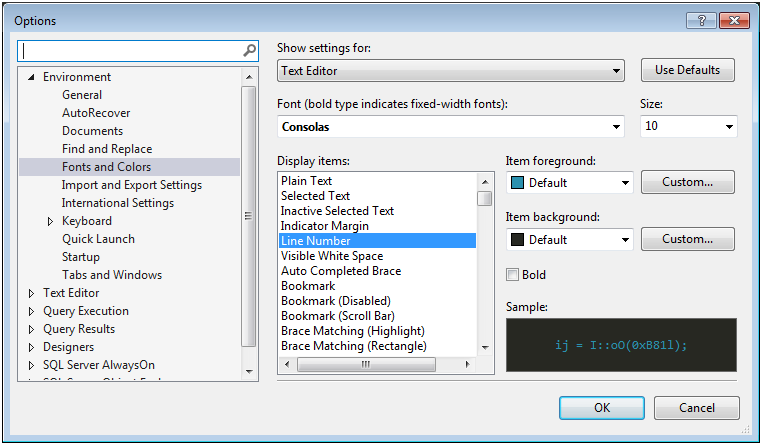 Options
Environment
General
AutoRecover
Documents
Find and Replace
Fonts and Colors
Import and Export Settings
International Settings
Keyboard
Quick Launch
Startup
Tabs and Windows
Text Editor
Query Execution
Query Results
Designers
SQL Server AlwaysOn
Show settings for:
Text Editor
Use Defaults
Font (bold type indicates fixed-width fonts):
Size:
Consolas
10
Display items:
Plain Text
Selected Text
Inactive Selected Text
Indicator Margin
Line Number
Visible White Space
Auto Completed Brace
Bookmark
Bookmark (Disabled)
Bookmark (Scroll Bar)
Brace Matching (Highlight)
Brace Matching (Rectangle)
Item foreground:
Default
Custom...
Item background:
Default
Custom...
Bold
Sample:
ij = I::oO(0xB81l);
OK
Cancel